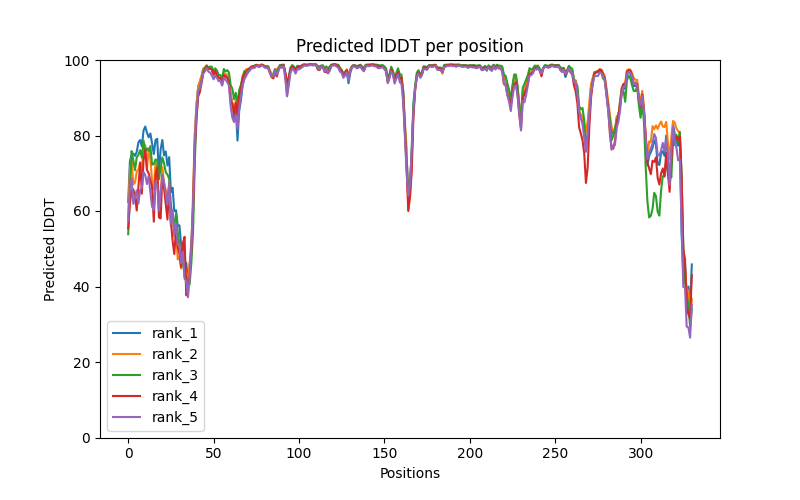 Predicted lDDT per position
Predicted lDDT
100
80
60
40
20
0
rank_1
rank_2
rank_3
rank_4
rank_5
0 50 100 150 200 250 300
Positions